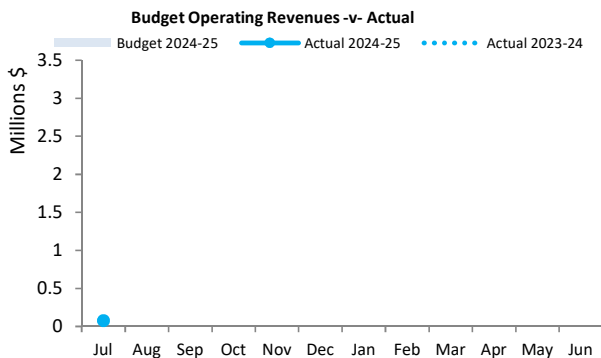 Budget Operating Revenues -v- Actual
Budget 2024-25 Actual 2024-25 Actual 2023-24
Millions $
3.5
3
2.5
2
1.5
1
0.5
0
Jul Aug Sep Oct Nov Dec Jan Feb Mar Apr May Jun